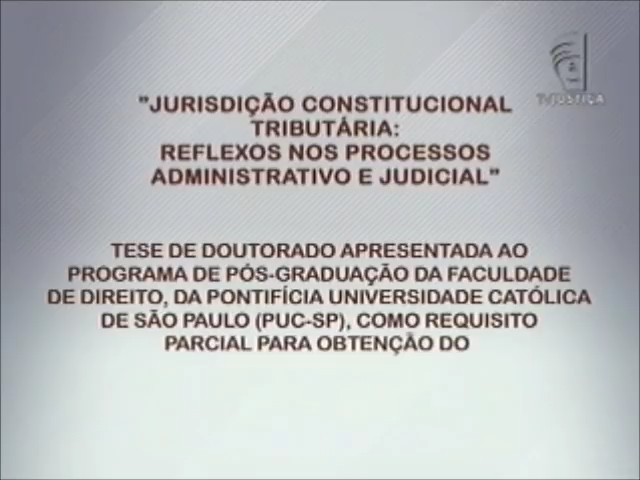 TV JUSTIÇA
"JURISDIÇÃO CONSTITUCIONAL
TRIBUTÁRIA:
REFLEXOS NOS PROCESSOS
ADMINISTRATIVO E JUDICIAL"
TESE DE DOUTORADO APRESENTADA AO
PROGRAMA DE PÓS-GRADUAÇÃO DA FACULDADE
DE DIREITO, DA PONTIFÍCIA UNIVERSIDADE CATÓLICA
DE SÃO PAULO (PUC-SP), COMO REQUISITO
PARCIAL PARA OBTENÇÃO DO